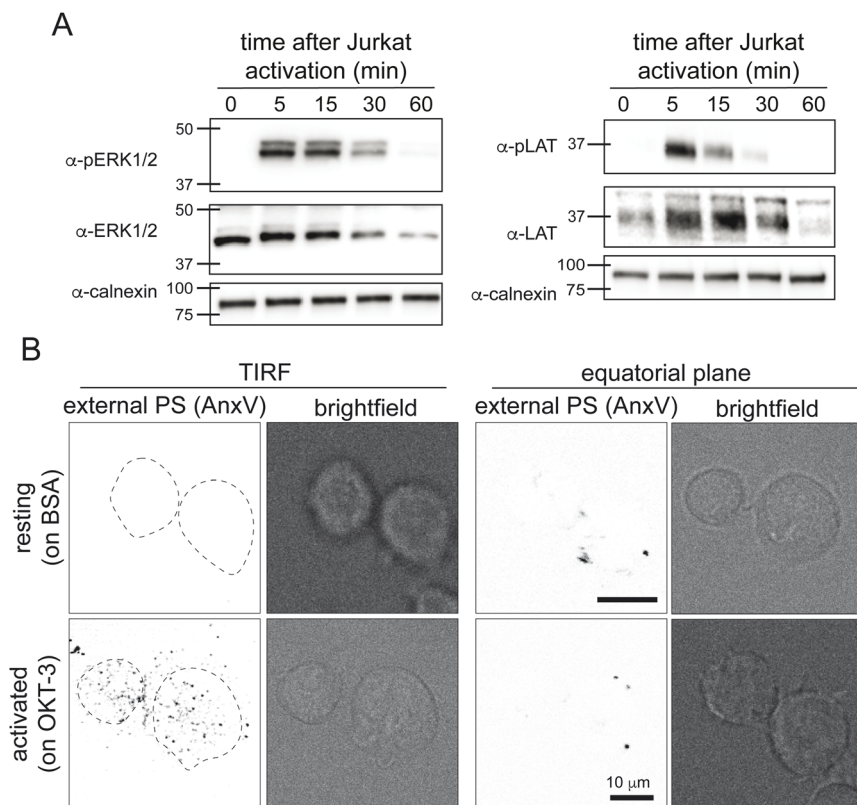 A
time after Jurkat
activation (min)
0 5 15 30 60
50
α-pERK1/2
37
50
α-ERK1/2
37
α-calnexin
100
75
time after Jurkat
activation (min)
0 5 15 30 60
α-pLAT
37
37
α-LAT
100
α-calnexin
75
B
TIRF
equatorial plane
external PS (AnxV)
brightfield
external PS (AnxV)
brightfield
resting
(on BSA)
activated
(on OKT-3)
10 μm